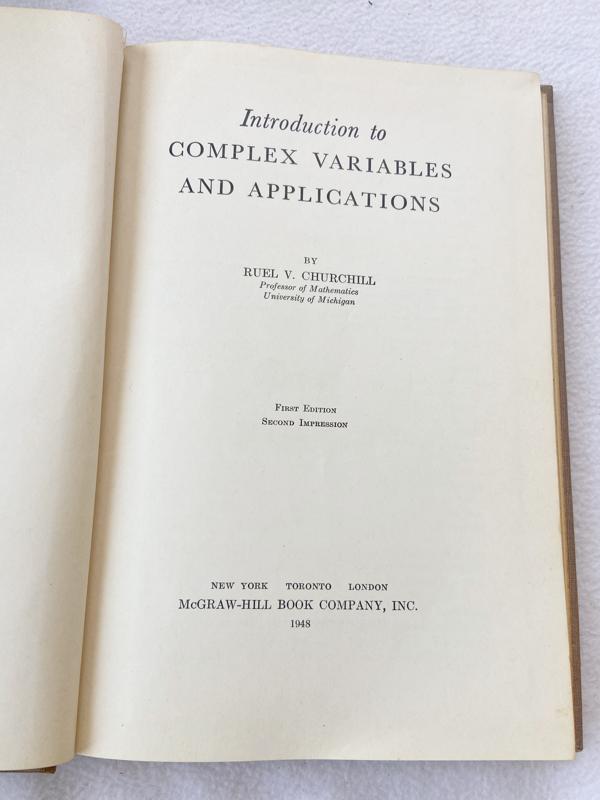 Introduction to
COMPLEX VARIABLES
AND APPLICATIONS
BY
RUEL V. CHURCHILL
Professor of Mathematics
University of Michigan
First Edition
Second Impression
NEW YORK TORONTO LONDON
McGRAW-HILL BOOK COMPANY, INC.
1948